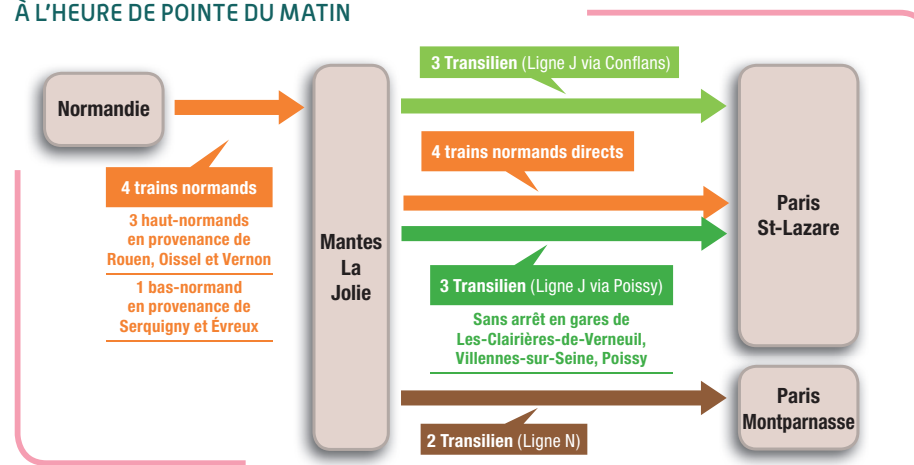 À L'HEURE DE POINTE DU MATIN
Normandie
4 trains normands
3 haut-normands
en provenance de
Rouen, Oissel et Vernon
1 bas-normand
en provenance de
Serquigny et Évreux
Mantes
La
Jolie
3 Transilien (Ligne J via Conflans)
4 trains normands directs
3 Transilien (Ligne J via Poissy)
Sans arrêt en gares de
Les-Clairières-de-Verneuil,
Villennes-sur-Seine, Poissy
2 Transilien (Ligne N)
Paris
St-Lazare
Paris
Montparnasse